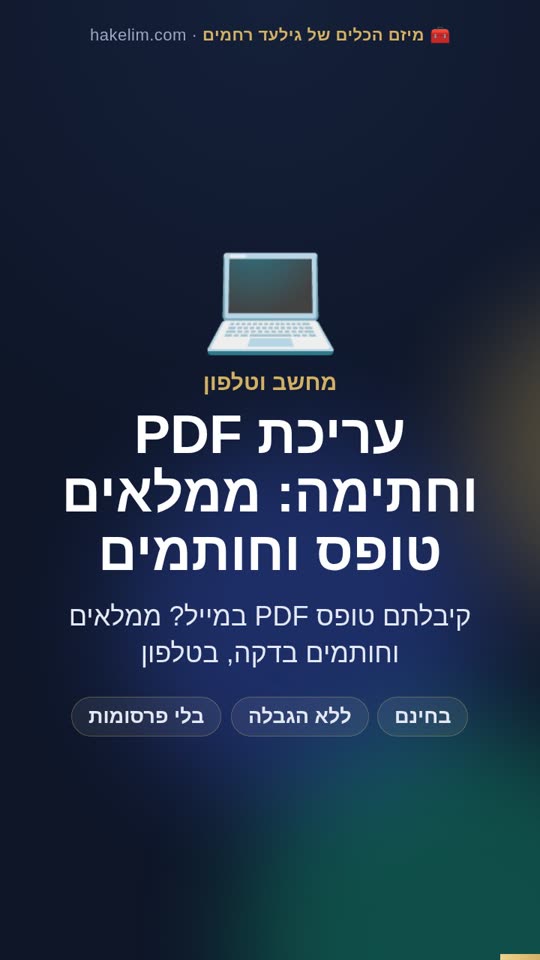 🧰 מיזם הכלים של גילעד רחמים · hakelim.com
מחשב וטלפון
עריכת PDF
וחתימה: ממלאים
טופס וחותמים
קיבלתם טופס PDF במייל? ממלאים
וחותמים בדקה, בטלפון
בחינם
ללא הגבלה
בלי פרסומות